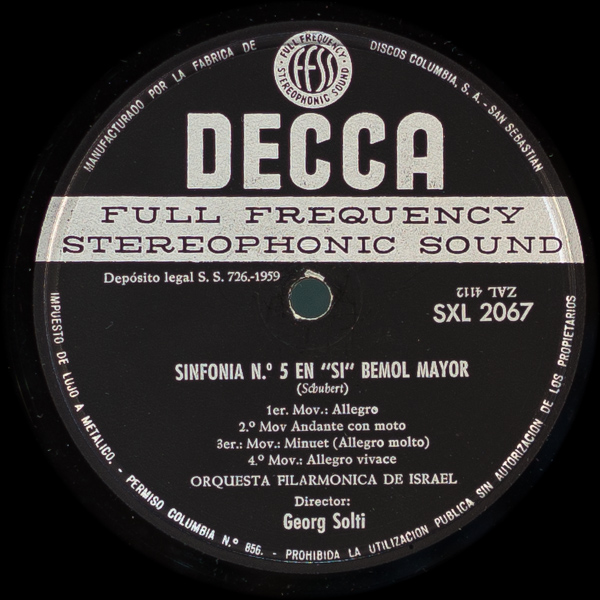 MANUFACTURADO POR LA FABRICA DE DISCOS COLUMBIA, S. A. - SAN SEBASTIAN
· FULL FREQUENCY · STEREOPHONIC SOUND
FFSS
DECCA
FULL FREQUENCY
STEREOPHONIC SOUND
Depósito legal S. S. 726.-1959
ZAL 4112
SXL 2067
SINFONIA N.º 5 EN "SI" BEMOL MAYOR
(Schubert)
1er. Mov.: Allegro
2.º Mov Andante con moto
3er.: Mov.: Minuet (Allegro molto)
4.º Mov.: Allegro vivace
ORQUESTA FILARMONICA DE ISRAEL
Director:
Georg Solti
IMPUESTO DE LUJO A METALICO. - PERMISO COLUMBIA N.º 856. - PROHIBIDA LA UTILIZACION PUBLICA SIN AUTORIZACION DE LOS PROPIETARIOS